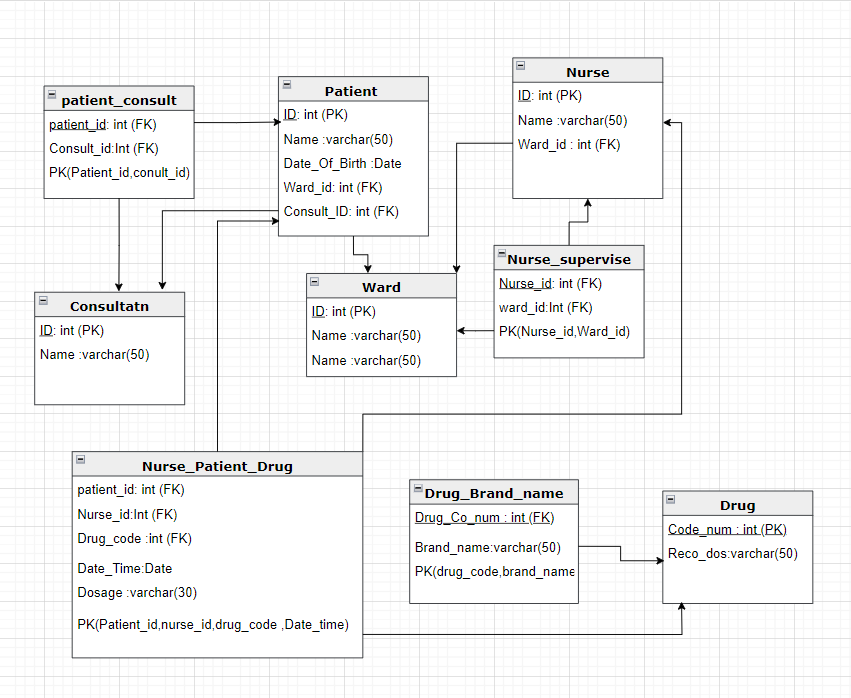 patient_consult
patient_id: int (FK)
Consult_id:Int (FK)
PK(Patient_id,conult_id)
Patient
ID: int (PK)
Name :varchar(50)
Date_Of_Birth :Date
Ward_id: int (FK)
Consult_ID: int (FK)
Nurse
ID: int (PK)
Name :varchar(50)
Ward_id : int (FK)
Consultatn
ID: int (PK)
Name :varchar(50)
Ward
ID: int (PK)
Name :varchar(50)
Name :varchar(50)
Nurse_supervise
Nurse_id: int (FK)
ward_id:Int (FK)
PK(Nurse_id,Ward_id)
Nurse_Patient_Drug
patient_id: int (FK)
Nurse_id:Int (FK)
Drug_code :int (FK)
Date_Time:Date
Dosage :varchar(30)
PK(Patient_id,nurse_id,drug_code ,Date_time)
Drug_Brand_name
Drug_Co_num : int (FK)
Brand_name:varchar(50)
PK(drug_code,brand_name
Drug
Code_num : int (PK)
Reco_dos:varchar(50)